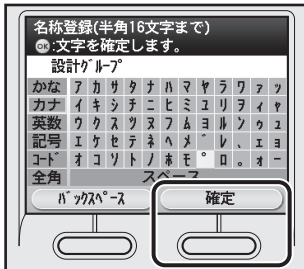 名称登録(半角16文字まで)
OK:文字を確定します。
設計ｸﾞﾙｰﾌﾟ
かな ｱ ｶ ｻ ﾀ ﾅ ﾊ ﾏ ﾔ ﾗ ﾜ ｧ ｯ
カナ ｲ ｷ ｼ ﾁ ﾆ ﾋ ﾐ ﾕ ﾘ ｦ ｨ ｬ
英数 ｳ ｸ ｽ ﾂ ﾇ ﾌ ﾑ ﾖ ﾙ ﾝ ｩ ｭ
記号 ｴ ｹ ｾ ﾃ ﾈ ﾍ ﾒ ﾞ ﾚ 、 ｪ ｮ
ｺｰﾄﾞ ｵ ｺ ｿ ﾄ ﾉ ﾎ ﾓ ﾟ ﾛ 。 ｫ ｰ
全角 スペース
ﾊﾞｯｸｽﾍﾟｰｽ 確定